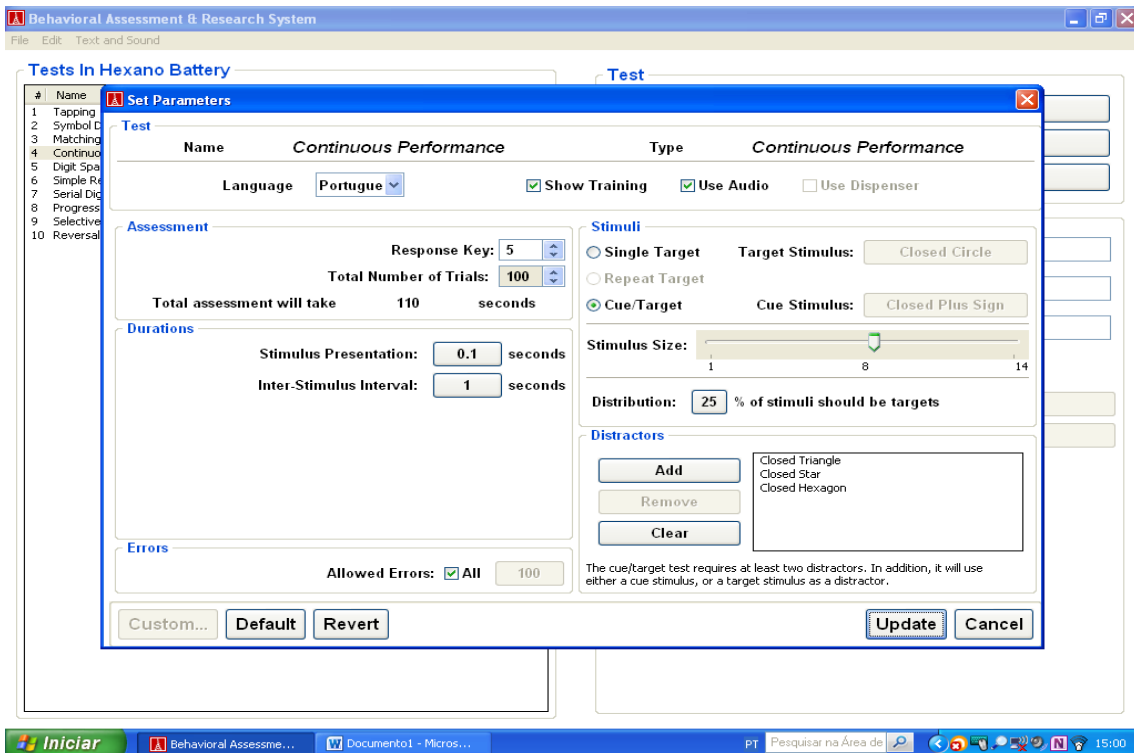 Behavioral Assessment & Research System
File Edit Text and Sound
Tests In Hexano Battery
Test
# Name
1 Tapping
2 Symbol D
3 Matching
4 Continuo
5 Digit Spa
6 Simple Re
7 Serial Dig
8 Progress
9 Selective
10 Reversal
Set Parameters
Test
Name Continuous Performance Type Continuous Performance
Language Portugue Show Training Use Audio Use Dispenser
Assessment
Response Key: 5
Total Number of Trials: 100
Total assessment will take 110 seconds
Durations
Stimulus Presentation: 0.1 seconds
Inter-Stimulus Interval: 1 seconds
Errors
Allowed Errors: All 100
Stimuli
Single Target Target Stimulus: Closed Circle
Repeat Target
Cue/Target Cue Stimulus: Closed Plus Sign
Stimulus Size:
1 8 14
Distribution: 25 % of stimuli should be targets
Distractors
Add
Remove
Clear
Closed Triangle
Closed Star
Closed Hexagon
The cue/target test requires at least two distractors. In addition, it will use
either a cue stimulus, or a target stimulus as a distractor.
Custom... Default Revert Update Cancel
Iniciar Behavioral Assessme... Documento1 - Micros... PT Pesquisar na Área de 15:00